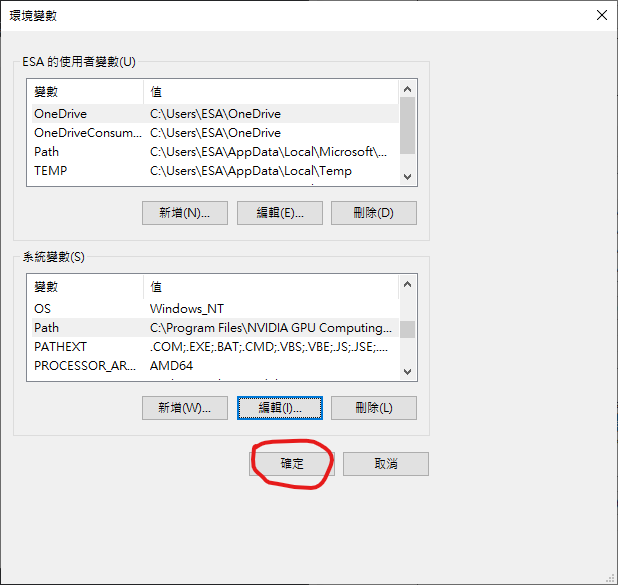 環境變數
ESA 的使用者變數(U)
變數 值
OneDrive C:\Users\ESA\OneDrive
OneDriveConsum... C:\Users\ESA\OneDrive
Path C:\Users\ESA\AppData\Local\Microsoft\...
TEMP C:\Users\ESA\AppData\Local\Temp
新增(N)... 編輯(E)... 刪除(D)
系統變數(S)
變數 值
OS Windows_NT
Path C:\Program Files\NVIDIA GPU Computing...
PATHEXT .COM;.EXE;.BAT;.CMD;.VBS;.VBE;.JS;.JSE;....
PROCESSOR_AR... AMD64
新增(W)... 編輯(I)... 刪除(L)
確定 取消